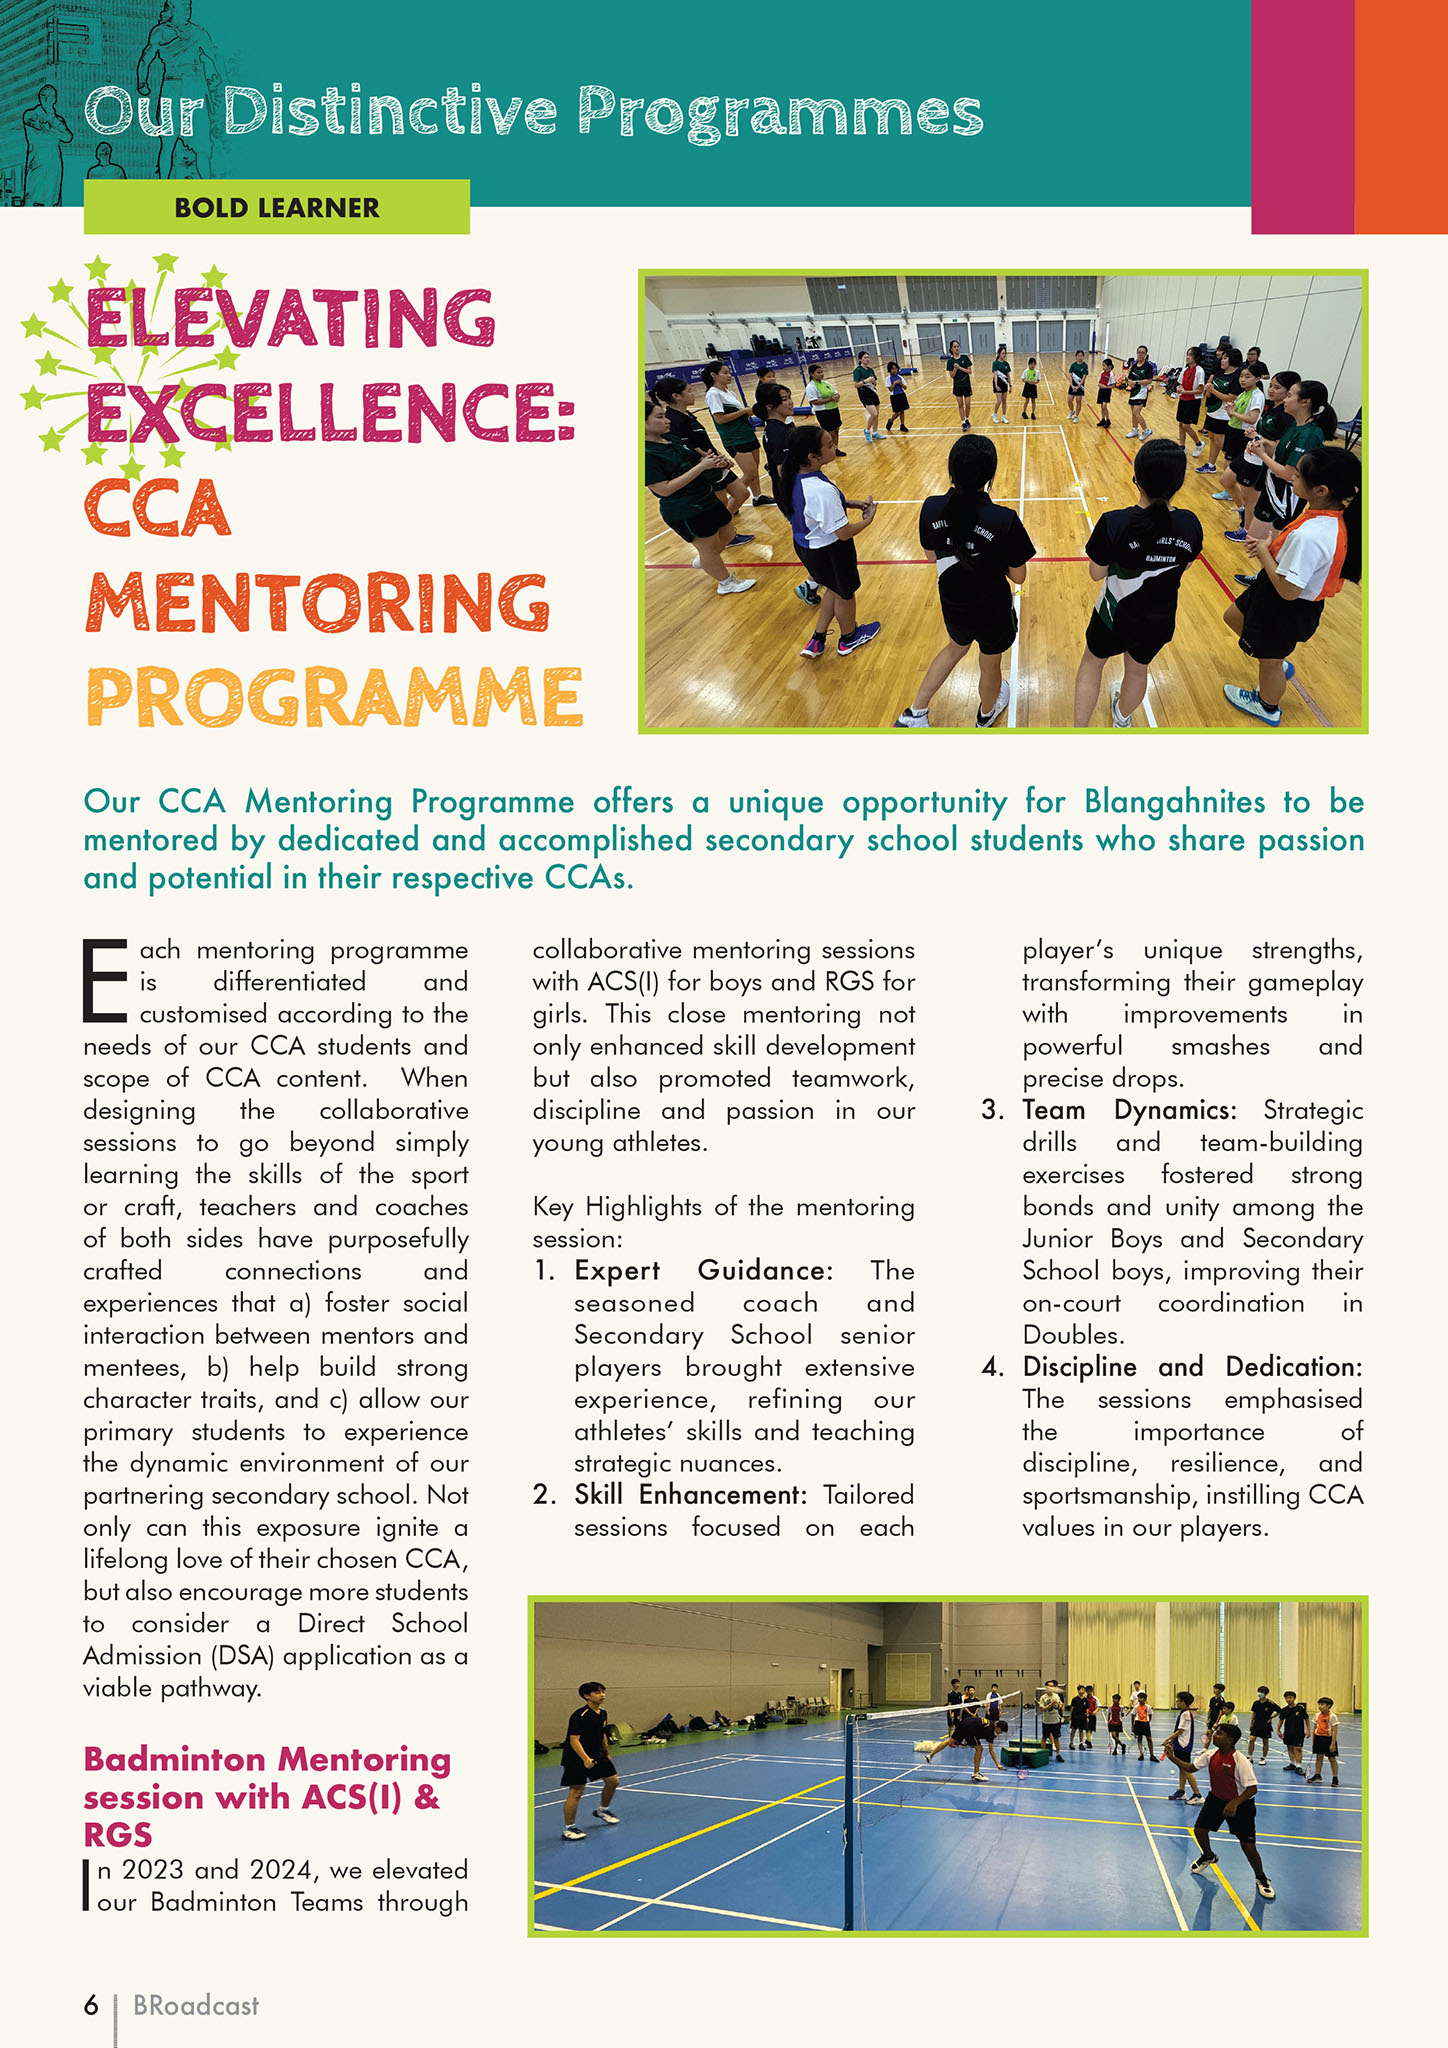 Our Distinctive Programmes
BOLD LEARNER
ELEVATING
EXCELLENCE:
CCA
MENTORING
PROGRAMME
Our CCA Mentoring Programme offers a unique opportunity for Blangahnites to be
mentored by dedicated and accomplished secondary school students who share passion
and potential in their respective CCAs.
Each mentoring programme
is differentiated and
customised according to the
needs of our CCA students and
scope of CCA content. When
designing the collaborative
sessions to go beyond simply
learning the skills of the sport
or craft, teachers and coaches
of both sides have purposefully
crafted connections and
experiences that a) foster social
interaction between mentors and
mentees, b) help build strong
character traits, and c) allow our
primary students to experience
the dynamic environment of our
partnering secondary school. Not
only can this exposure ignite a
lifelong love of their chosen CCA,
but also encourage more students
to consider a Direct School
Admission (DSA) application as a
viable pathway.
Badminton Mentoring
session with ACS(I) &
RGS
In 2023 and 2024, we elevated
our Badminton Teams through
collaborative mentoring sessions
with ACS(I) for boys and RGS for
girls. This close mentoring not
only enhanced skill development
but also promoted teamwork,
discipline and passion in our
young athletes.
Key Highlights of the mentoring
session:
1. Expert Guidance: The
seasoned coach and
Secondary School senior
players brought extensive
experience, refining our
athletes’ skills and teaching
strategic nuances.
2. Skill Enhancement: Tailored
sessions focused on each
player’s unique strengths,
transforming their gameplay
with improvements in
powerful smashes and
precise drops.
3. Team Dynamics: Strategic
drills and team-building
exercises fostered strong
bonds and unity among the
Junior Boys and Secondary
School boys, improving their
on-court coordination in
Doubles.
4. Discipline and Dedication:
The sessions emphasised
the importance of
discipline, resilience, and
sportsmanship, instilling CCA
values in our players.
6 BRoadcast